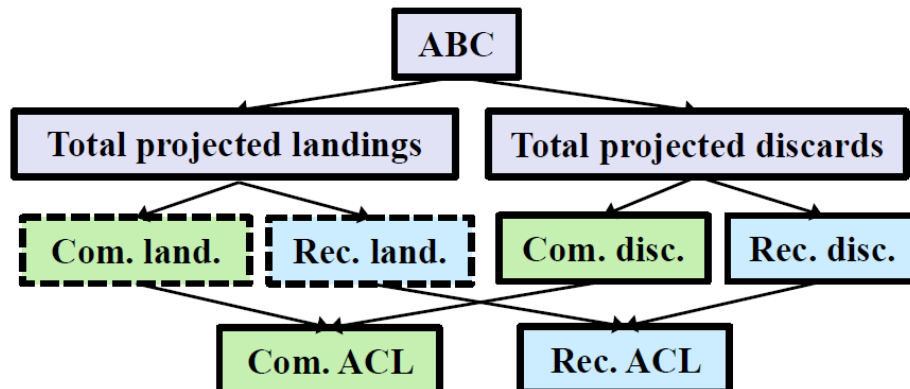 ABC
Total projected landings
Total projected discards
Com. land.
Rec. land.
Com. disc.
Rec. disc.
Com. ACL
Rec. ACL